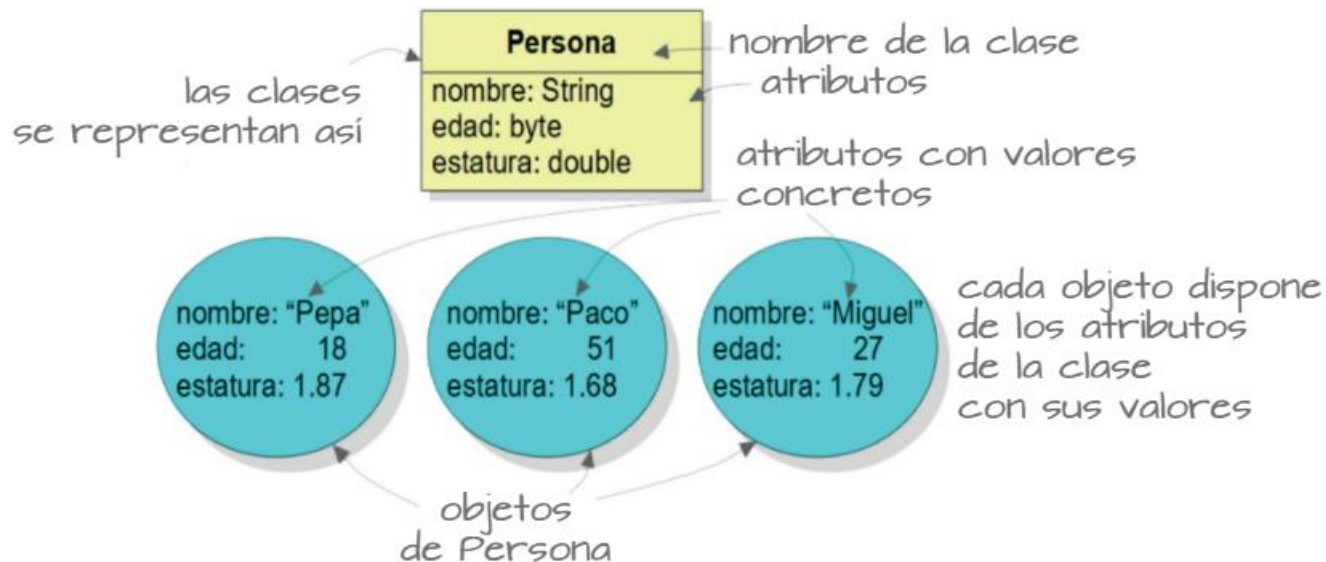 Persona
nombre: String
edad: byte
estatura: double
nombre de la clase
atributos
las clases
se representan así
atributos con valores
concretos
nombre: “Pepa”
edad: 18
estatura: 1.87
nombre: “Paco”
edad: 51
estatura: 1.68
nombre: “Miguel”
edad: 27
estatura: 1.79
cada objeto dispone
de los atributos
de la clase
con sus valores
objetos
de Persona